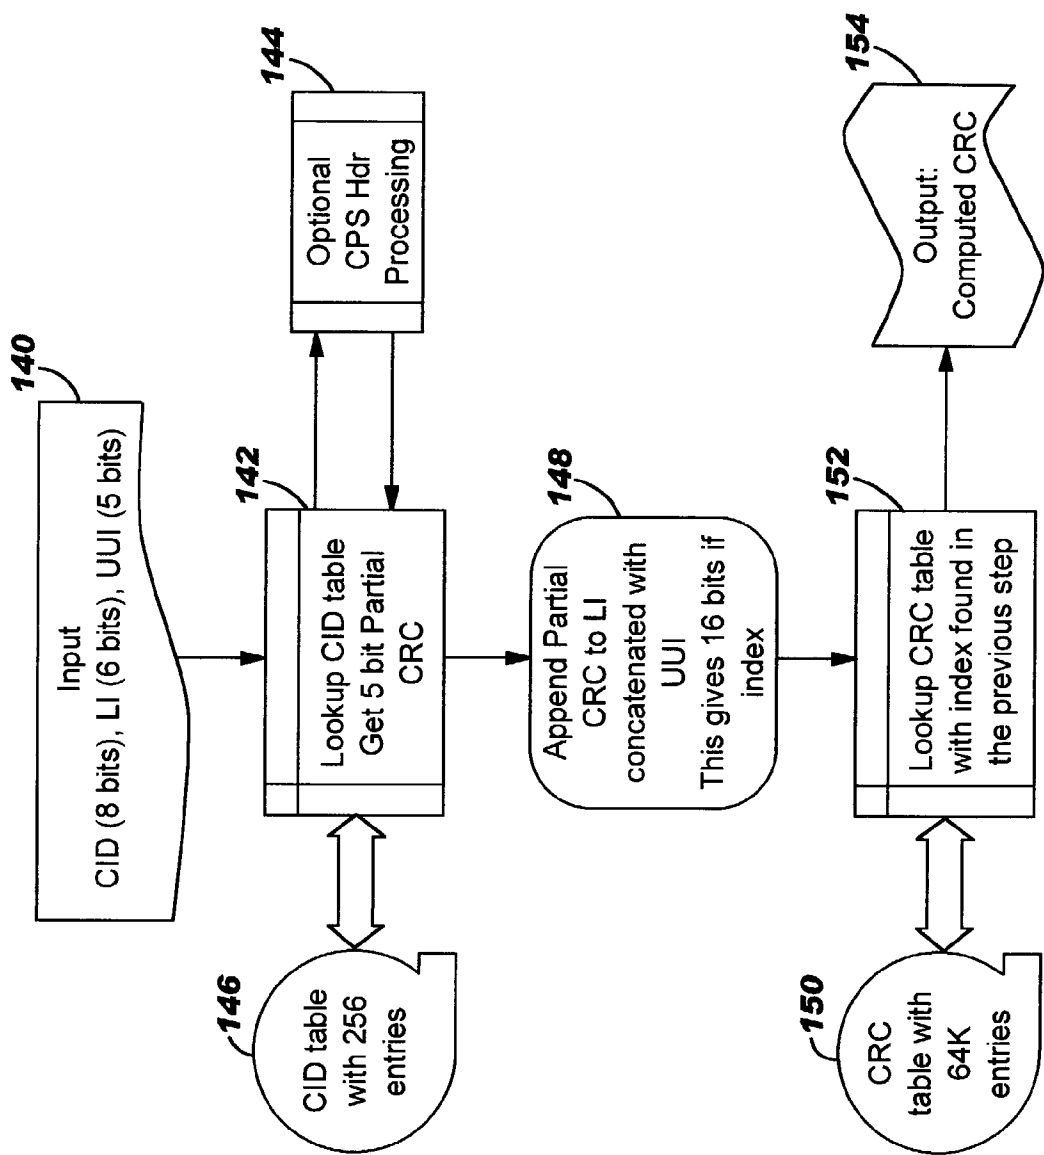 140
Input
CID (8 bits), LI (6 bits), UUI (5 bits)
142
Lookup CID table
Get 5 bit Partial
CRC
144
Optional
CPS Hdr
Processing
146
CID table
with 256
entries
148
Append Partial
CRC to LI
concatenated with
UUI
This gives 16 bits if
index
150
CRC
table with
64K
entries
152
Lookup CRC table
with index found in
the previous step
154
Output:
Computed CRC